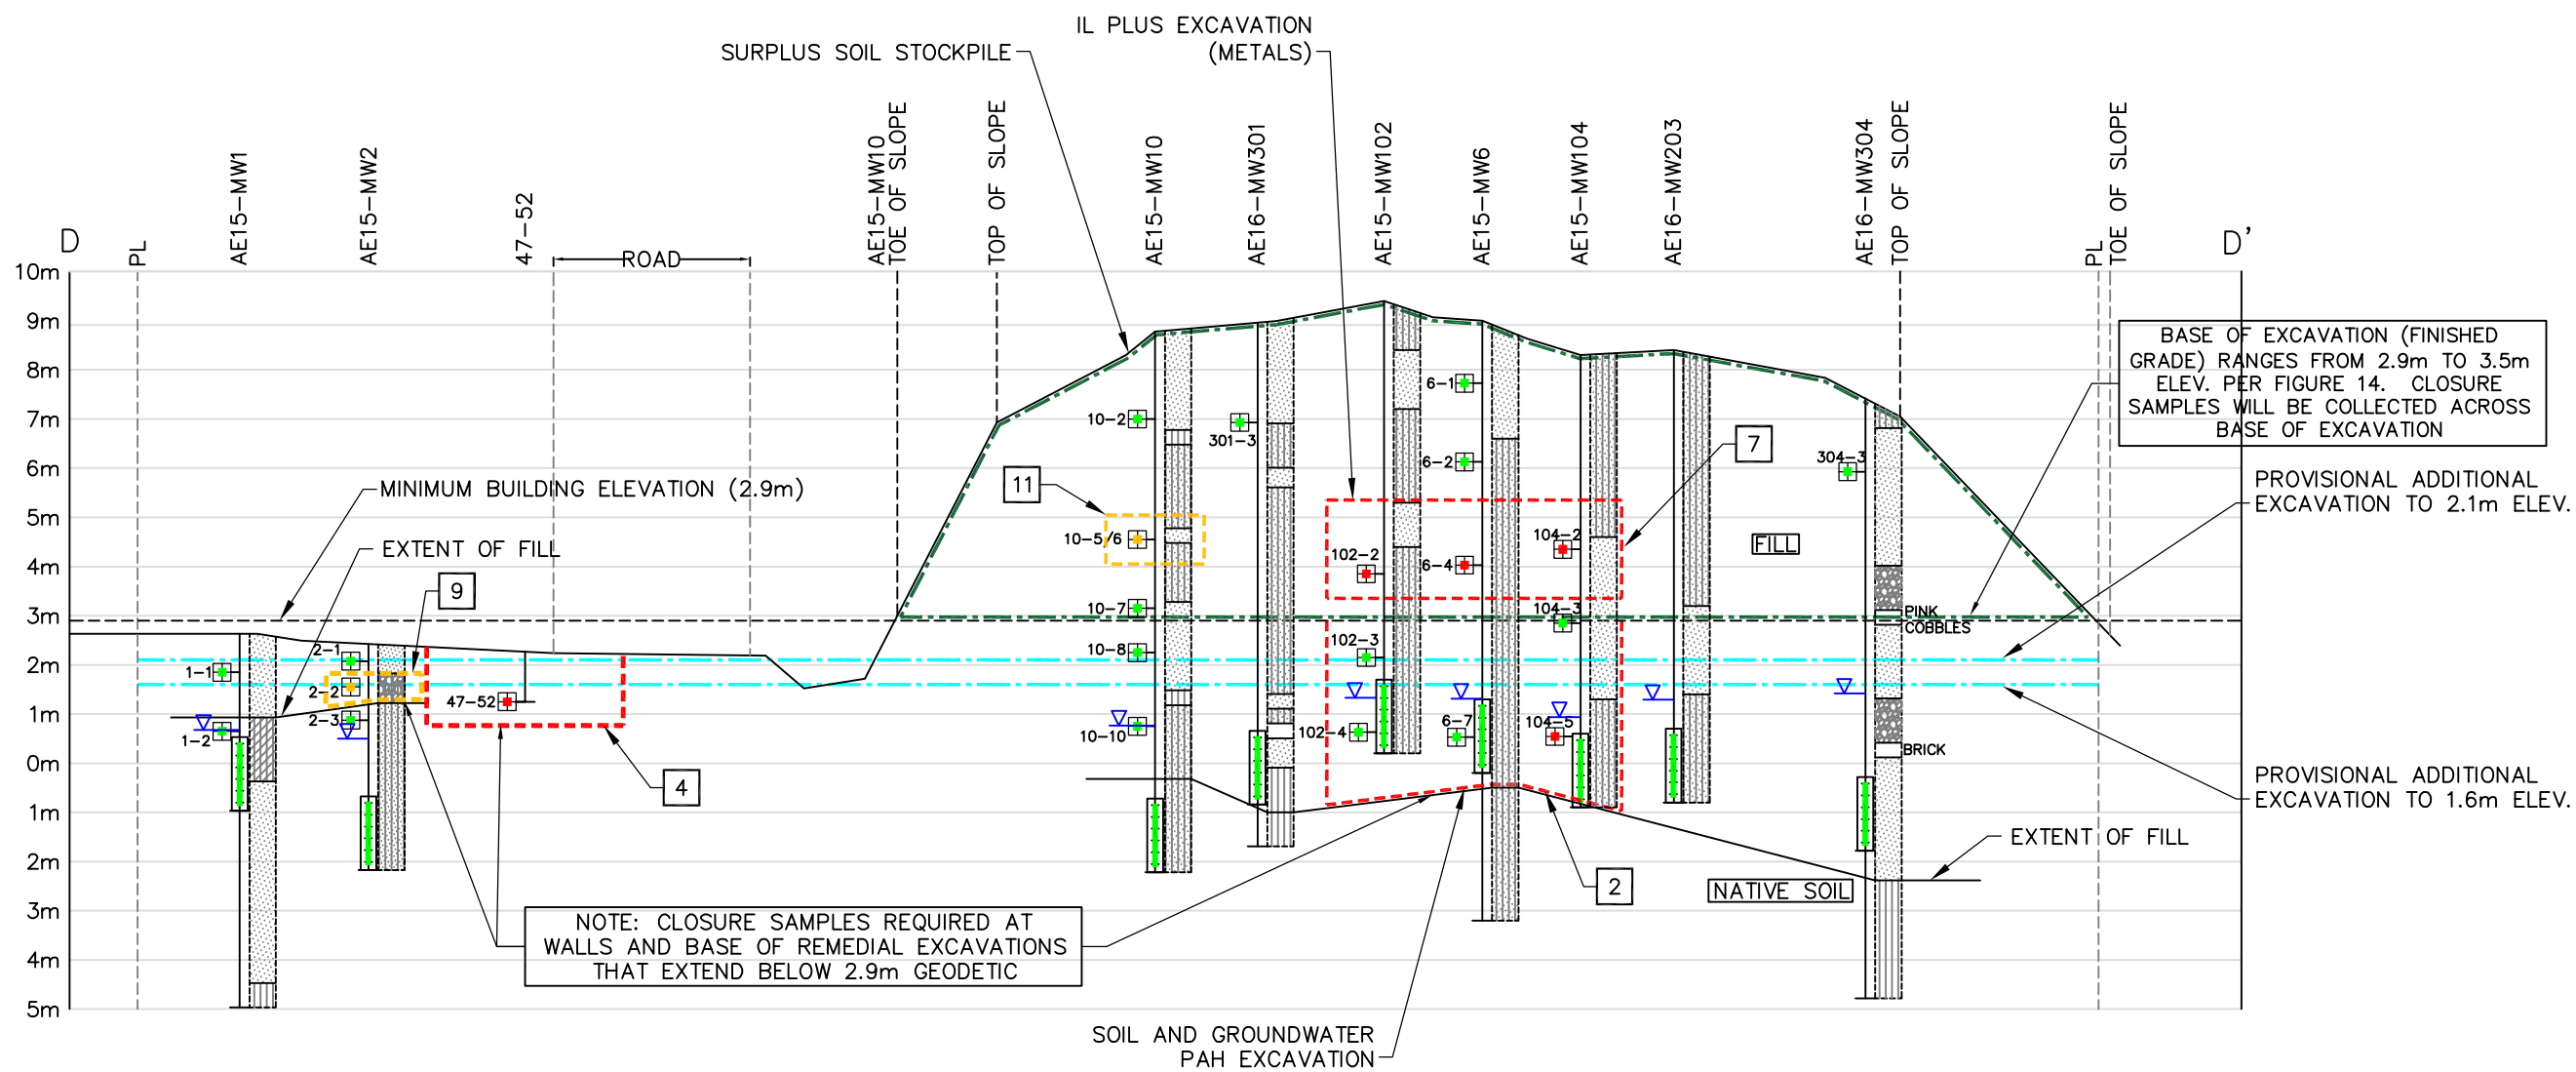 IL PLUS EXCAVATION
(METALS)
SURPLUS SOIL STOCKPILE
D
PL
AE15-MW1
AE15-MW2
47-52
ROAD
AE15-MW10
TOE OF SLOPE
TOP OF SLOPE
AE15-MW10
AE16-MW301
AE15-MW102
AE15-MW6
AE15-MW104
AE16-MW203
AE16-MW304
TOP OF SLOPE
PL
TOE OF SLOPE
D'
10m
9m
8m
7m
6m
5m
4m
3m
2m
1m
0m
1m
2m
3m
4m
5m
BASE OF EXCAVATION (FINISHED
GRADE) RANGES FROM 2.9m TO 3.5m
ELEV. PER FIGURE 14. CLOSURE
SAMPLES WILL BE COLLECTED ACROSS
BASE OF EXCAVATION
PROVISIONAL ADDITIONAL
EXCAVATION TO 2.1m ELEV.
MINIMUM BUILDING ELEVATION (2.9m)
EXTENT OF FILL
9
11
7
10-2
301-3
6-1
6-2
304-3
10-5/6
102-2
6-4
104-2
FILL
10-7
104-3
PINK
COBBLES
10-8
102-3
2-1
1-1
2-2
47-52
2-3
1-2
10-10
102-4
6-7
104-5
BRICK
4
PROVISIONAL ADDITIONAL
EXCAVATION TO 1.6m ELEV.
EXTENT OF FILL
2
NATIVE SOIL
NOTE: CLOSURE SAMPLES REQUIRED AT
WALLS AND BASE OF REMEDIAL EXCAVATIONS
THAT EXTEND BELOW 2.9m GEODETIC
SOIL AND GROUNDWATER
PAH EXCAVATION